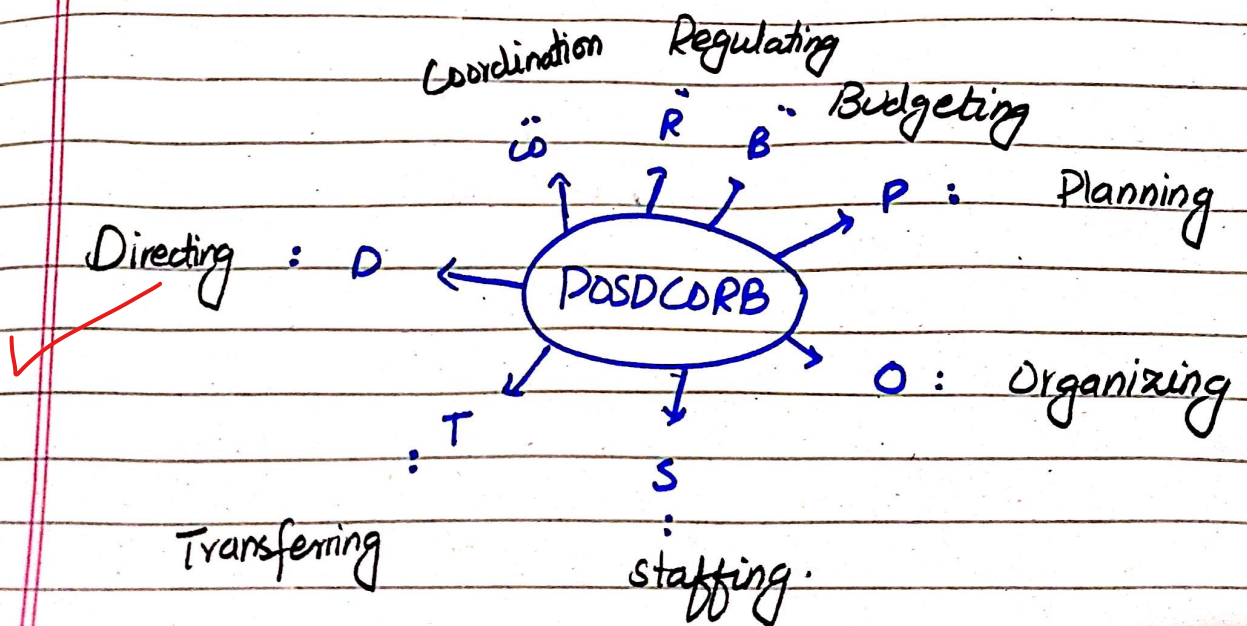 Coordination Regulating
Budgeting
CO R B
P : Planning
Directing : D
POSDCORB
O : Organizing
T :
S :
Transferring
staffing.